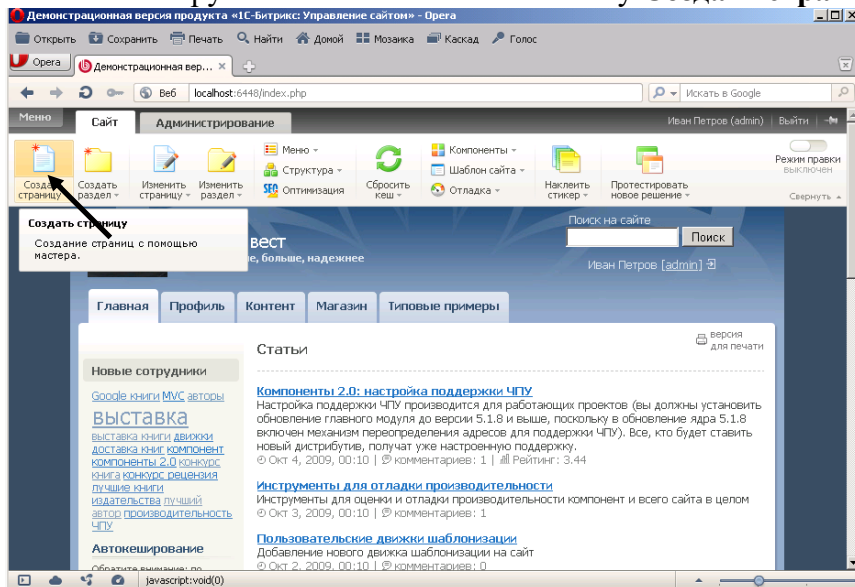 Демонстрационная версия продукта «1С-Битрикс: Управление сайтом» - Opera
Открыть Сохранить Печать Найти Домой Мозаика Каскад Голос
Opera Демонстрационная вер... ×
Веб localhost:6448/index.php Искать в Google
Меню Сайт Администрирование Иван Петров (admin) Выйти
Создать страницу
Создать раздел
Изменить страницу
Изменить раздел
Меню
Структура
SEO Оптимизация
Сбросить кеш
Компоненты
Шаблон сайта
Отладка
Наклеить стикер
Протестировать новое решение
Режим правки
выключен
Свернуть
Создать страницу
Создание страниц с помощью
мастера.
вест
е, больше, надежнее
Поиск на сайте
Поиск
Иван Петров [admin]
Главная Профиль Контент Магазин Типовые примеры
версия
для печати
Новые сотрудники
Google книги MVC авторы
выставка
выставка книги движки
доставка книг компонент
компоненты 2.0 конкурс
книга конкурс рецензия
лучшие книги
издательства лучший
автор производительность
ЧПУ
Автокеширование
Обратите внимание: по
Статьи
Компоненты 2.0: настройка поддержки ЧПУ
Настройка поддержки ЧПУ производится для работающих проектов (вы должны установить
обновление главного модуля до версии 5.1.8 и выше, поскольку в обновление ядра 5.1.8
включен механизм переопределения адресов для поддержки ЧПУ). Все, кто будет ставить
новый дистрибутив, получат уже настроенную поддержку.
Окт 4, 2009, 00:10 | комментариев: 1 | Рейтинг: 3.44
Инструменты для отладки производительности
Инструменты для оценки и отладки производительности компонент и всего сайта в целом
Окт 3, 2009, 00:10 | комментариев: 1
Пользовательские движки шаблонизации
Добавление нового движка шаблонизации на сайт
Окт 2, 2009, 00:10 | комментариев: 0
javascript:void(0)